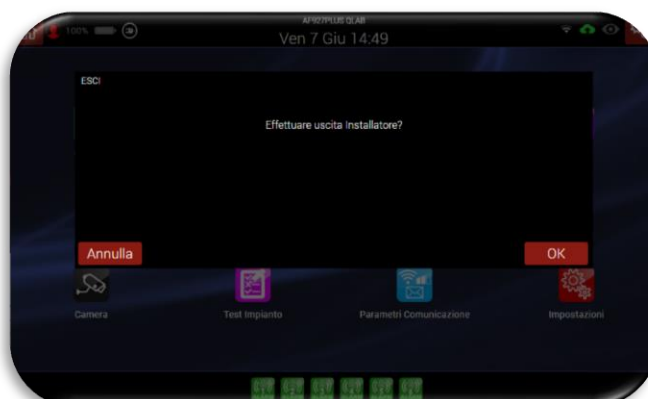 AF927PLUS QLAB
100%
Ven 7 Giu 14:49
ESCI
Effettuare uscita Installatore?
Annulla
OK
Camera
Test Impianto
Parametri Comunicazione
Impostazioni